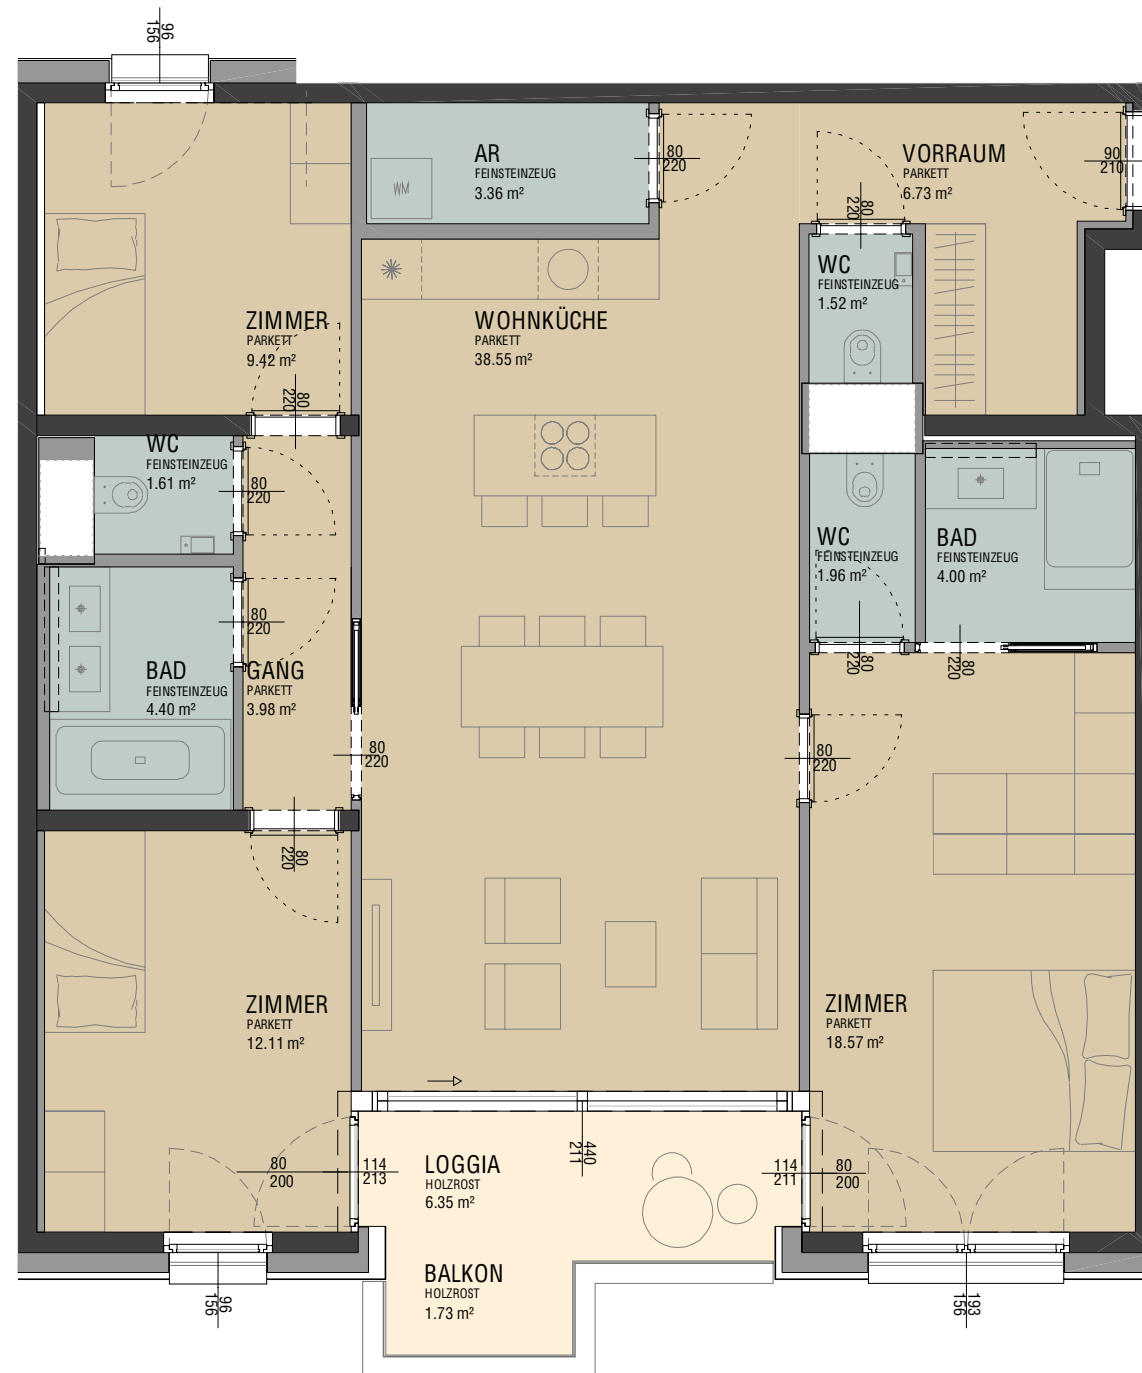 96
156
AR
FEINSTEINZEUG
3.36 m²
WM
80
220
VORRAUM
PARKETT
6.73 m²
90
210
80
220
WC
FEINSTEINZEUG
1.52 m²
ZIMMER
PARKETT
9.42 m²
WOHNKÜCHE
PARKETT
38.55 m²
80
220
WC
FEINSTEINZEUG
1.61 m²
80
220
WC
FEINSTEINZEUG
1.96 m²
BAD
FEINSTEINZEUG
4.00 m²
80
220
BAD
FEINSTEINZEUG
4.40 m²
GANG
PARKETT
3.98 m²
80
220
80
220
80
220
80
220
80
220
ZIMMER
PARKETT
12.11 m²
ZIMMER
PARKETT
18.57 m²
80
200
114
213
LOGGIA
HOLZROST
6.35 m²
440
211
114
211
80
200
BALKON
HOLZROST
1.73 m²
96
156
193
156